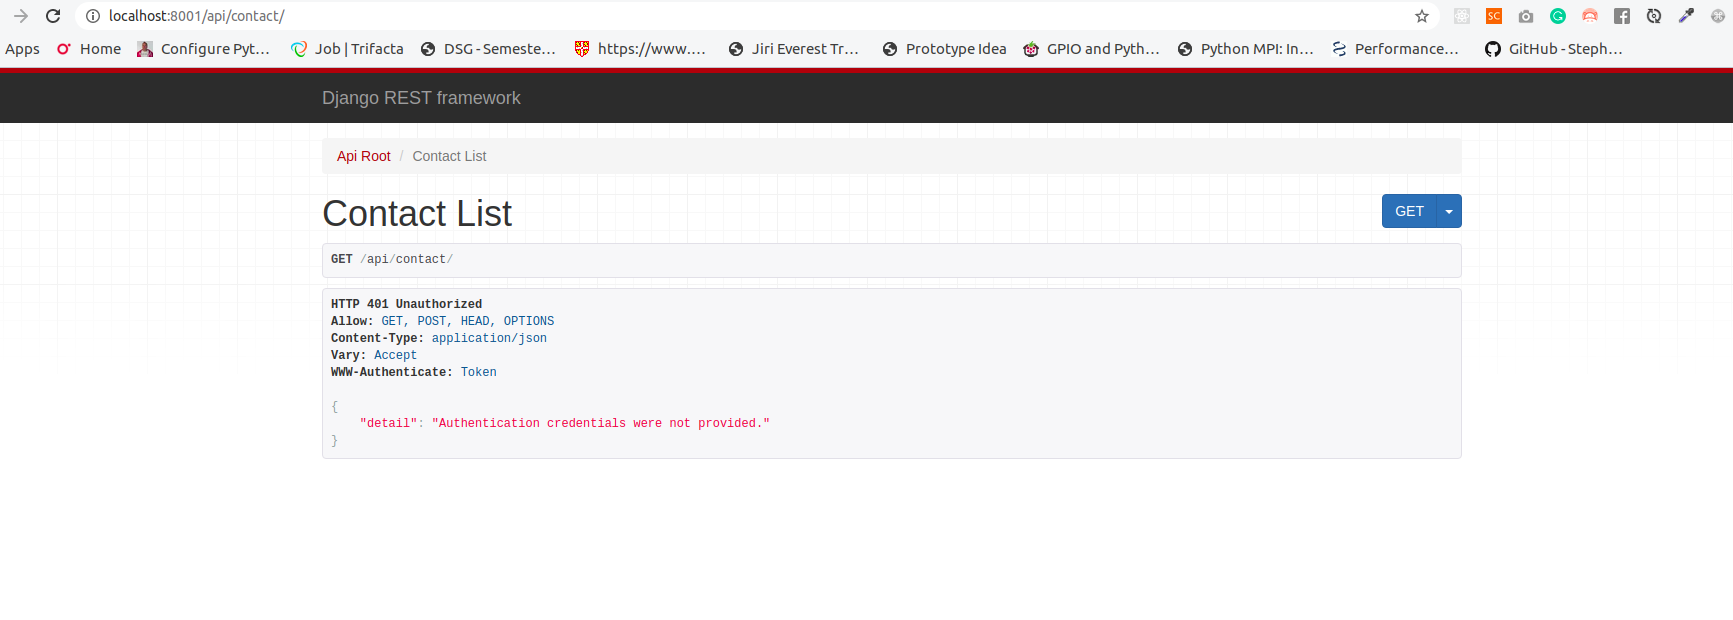 localhost:8001/api/contact/
SC
Apps Home Configure Pyt... Job | Trifacta DSG - Semeste... https://www.... Jiri Everest Tr... Prototype Idea GPIO and Pyth... Python MPI: In... Performance... GitHub - Steph...
Django REST framework
Api Root / Contact List
Contact List
GET
GET /api/contact/
HTTP 401 Unauthorized
Allow: GET, POST, HEAD, OPTIONS
Content-Type: application/json
Vary: Accept
WWW-Authenticate: Token
{
"detail": "Authentication credentials were not provided."
}